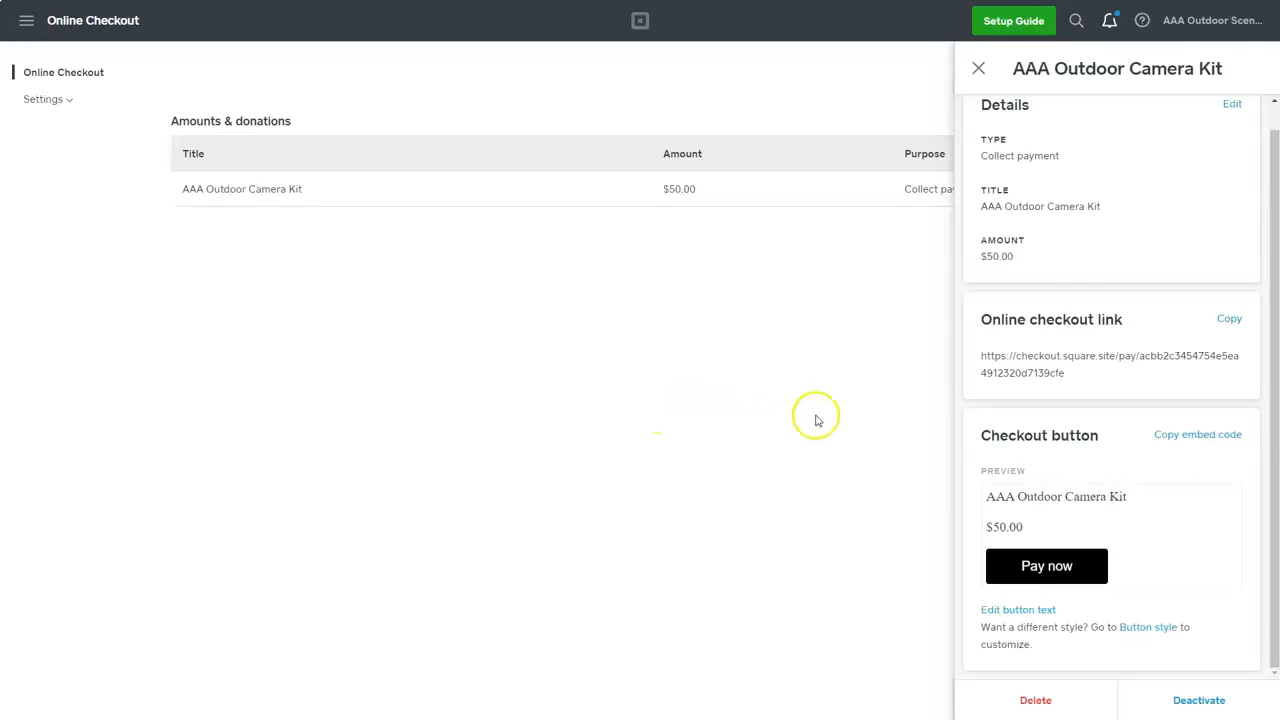 Online Checkout
Setup Guide
AAA Outdoor Scen...
Online Checkout
Settings
Amounts & donations
Title Amount Purpose
AAA Outdoor Camera Kit $50.00 Collect pay
AAA Outdoor Camera Kit
Details Edit
TYPE
Collect payment
TITLE
AAA Outdoor Camera Kit
AMOUNT
$50.00
Online checkout link Copy
https://checkout.square.site/pay/acbb2c3454754e5ea
4912320d7139cfe
Checkout button Copy embed code
PREVIEW
AAA Outdoor Camera Kit
$50.00
Pay now
Edit button text
Want a different style? Go to Button style to
customize.
Delete Deactivate